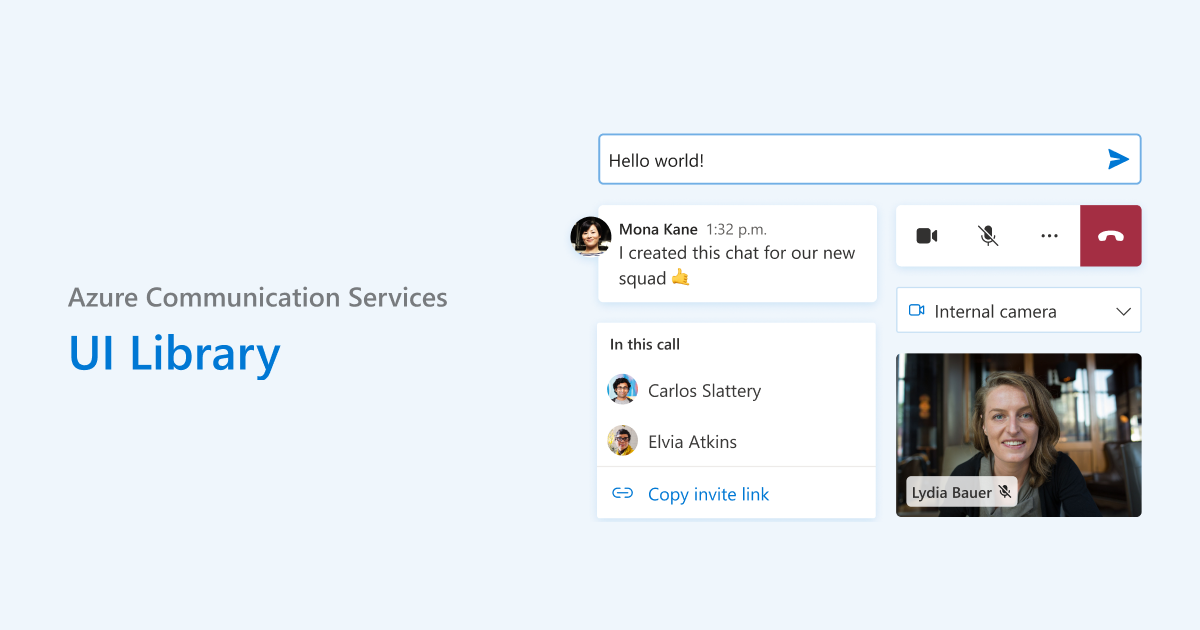 Azure Communication Services
UI Library
Hello world!
Mona Kane 1:32 p.m.
I created this chat for our new
squad 🤙
In this call
Carlos Slattery
Elvia Atkins
Copy invite link
Internal camera
Lydia Bauer